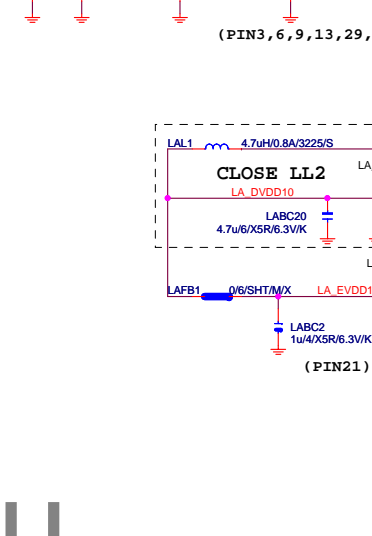 (PIN3,6,9,13,29,
LAL1 4.7uH/0.8A/3225/S
LA_
CLOSE LL2
LA_DVDD10
LABC20
4.7u/6/X5R/6.3V/K
L
LAFB1 0/6/SHT/M/X LA_EVDD1
LABC2
1u/4/X5R/6.3V/K
(PIN21)